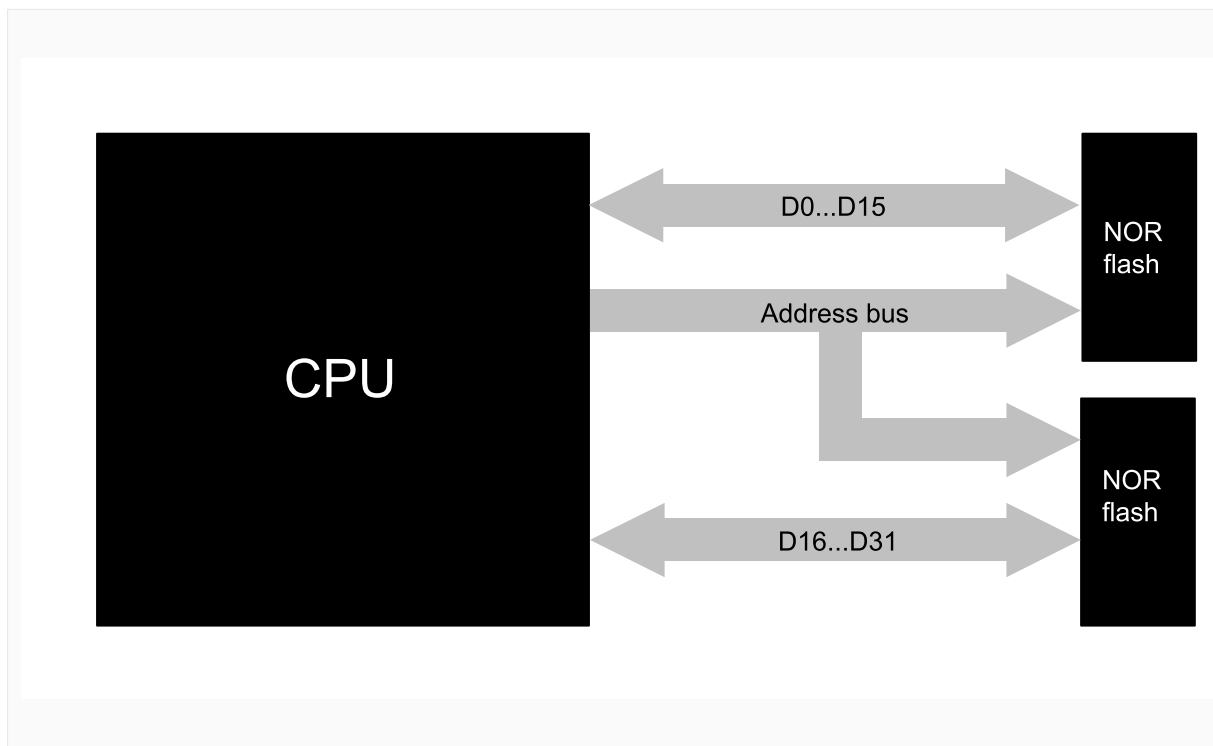 D0...D15
NOR
flash
Address bus
CPU
NOR
flash
D16...D31